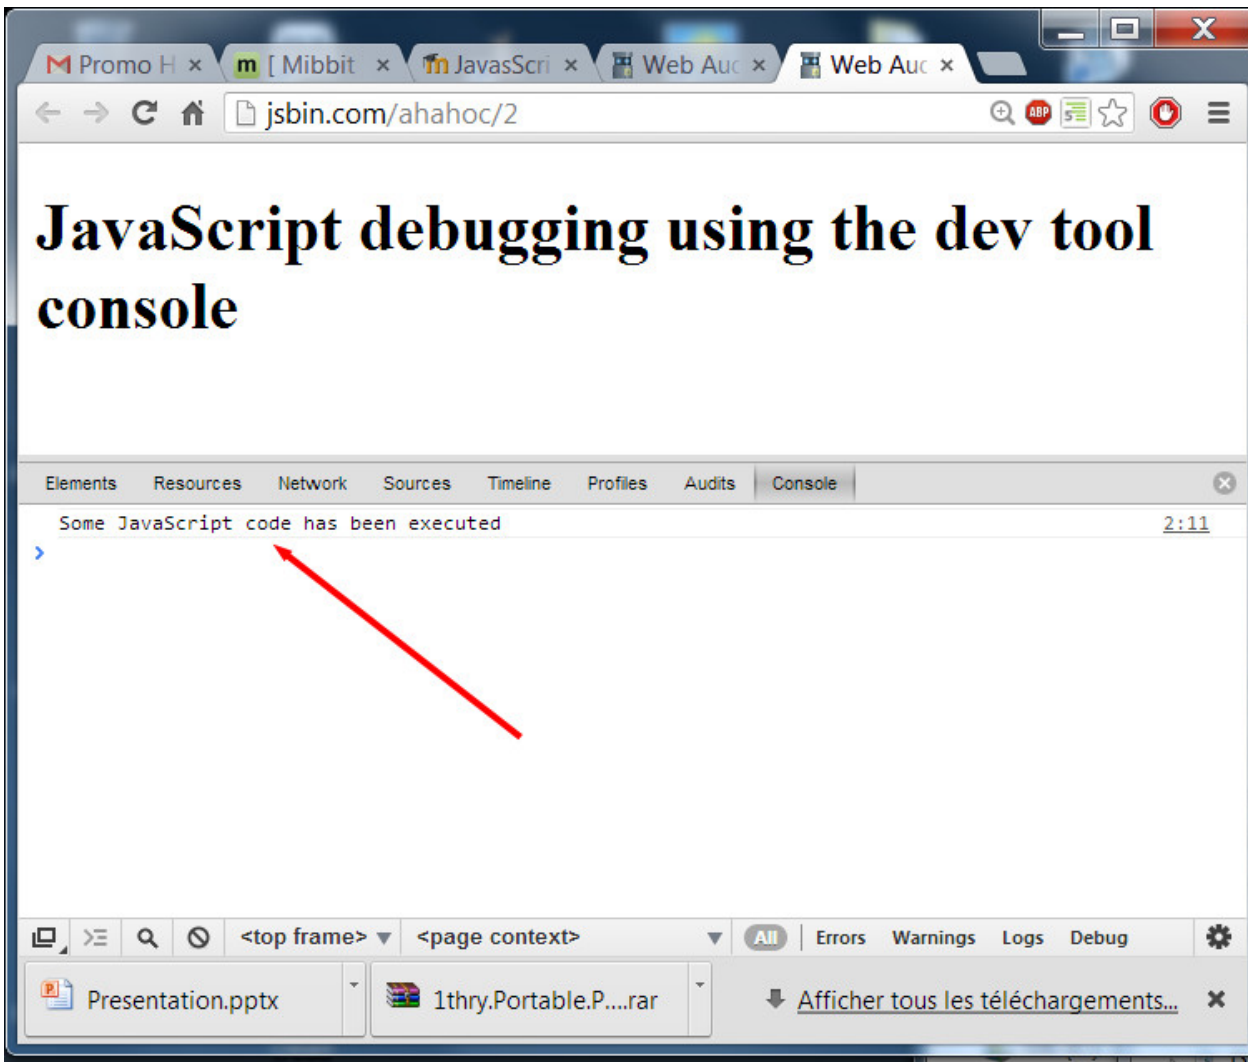 Promo H
m [ Mibbit
JavasScri
Web Auc
Web Auc
jsbin.com/ahahoc/2
ABP
S
JavaScript debugging using the dev tool
console
Elements Resources Network Sources Timeline Profiles Audits Console
Some JavaScript code has been executed 2:11
<top frame> <page context> All Errors Warnings Logs Debug
Presentation.pptx 1thry.Portable.P....rar Afficher tous les téléchargements...